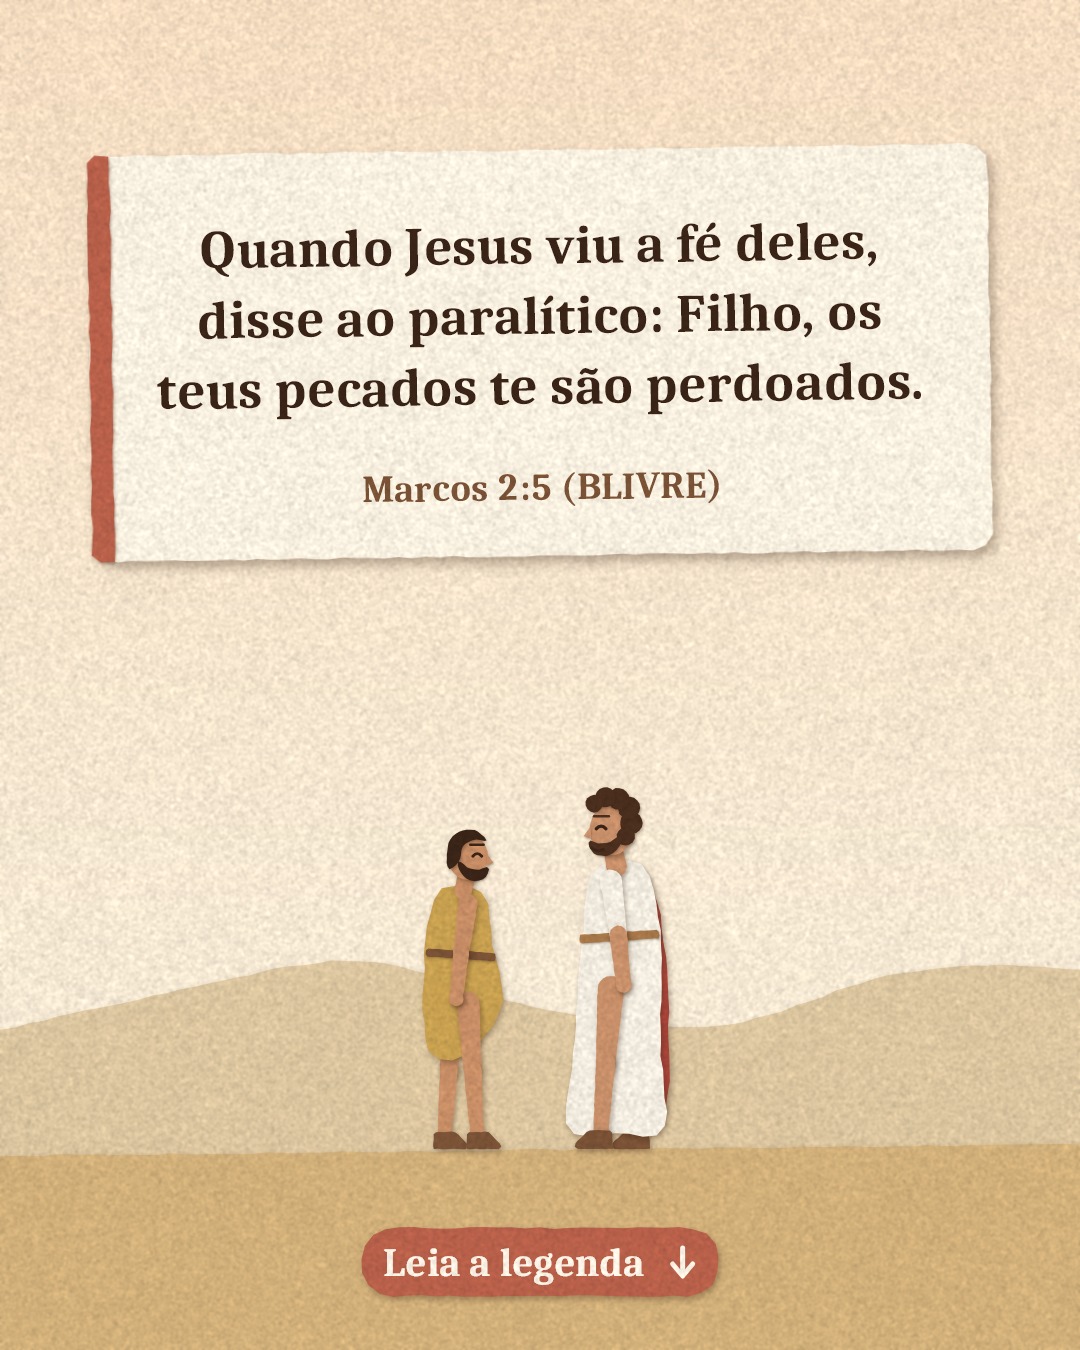 Quando Jesus viu a fé deles,
disse ao paralítico: Filho, os
teus pecados te são perdoados.
Marcos 2:5 (BLIVRE)
Leia a legenda ↓